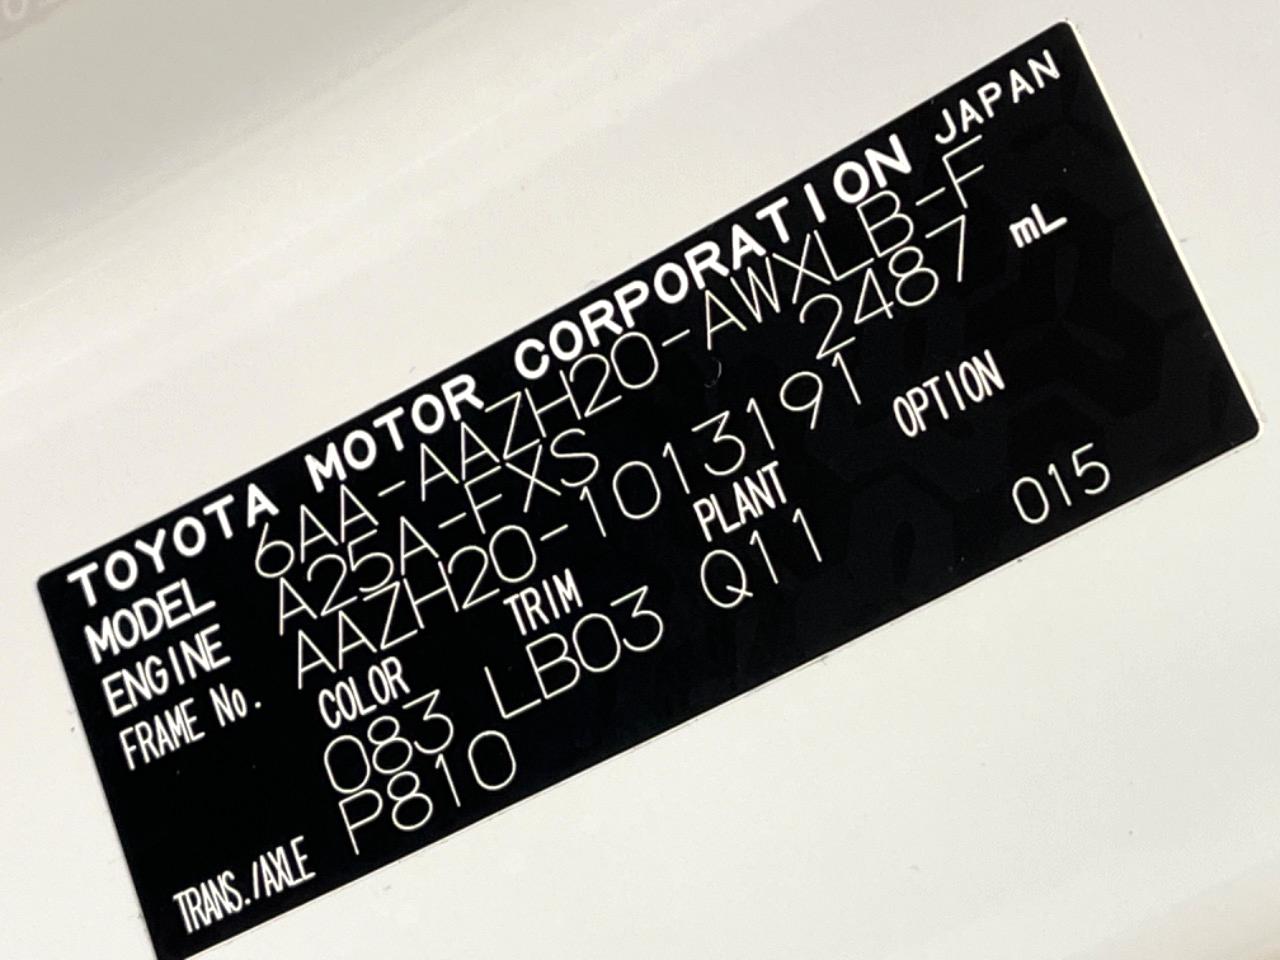 TOYOTA MOTOR CORPORATION JAPAN
MODEL 6AA-AAZH20-AWXLB-F
ENGINE A25A-FXS 2487 mL
FRAME No. AAZH20-1013191
COLOR TRIM PLANT OPTION
083 LB03 Q11 015
TRANS./AXLE P810